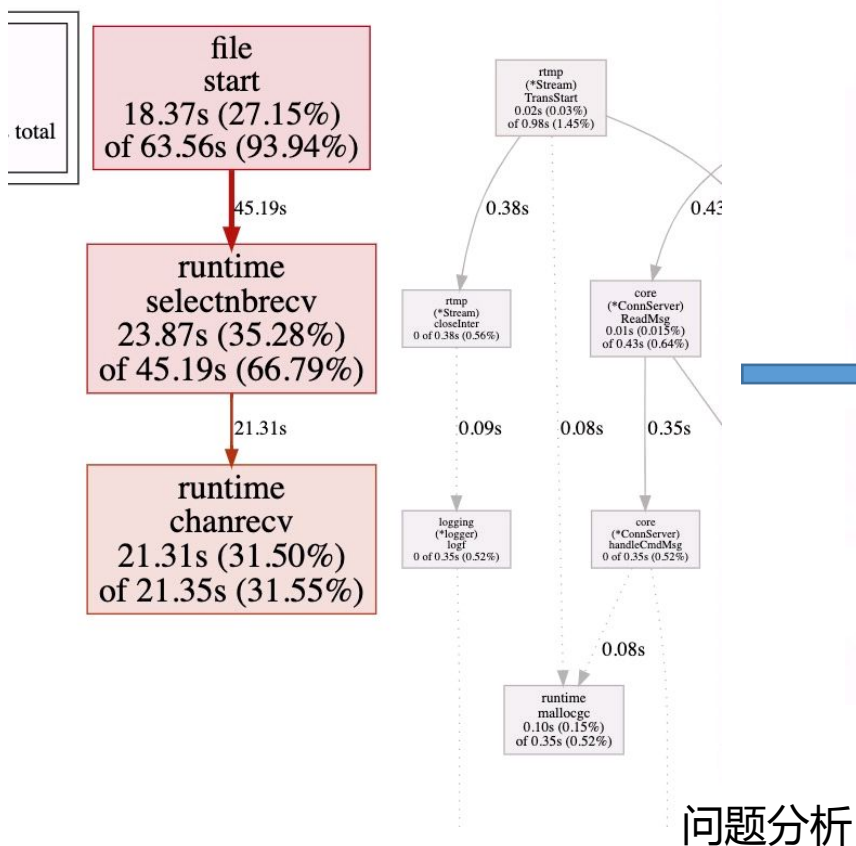 total
file
start
18.37s (27.15%)
of 63.56s (93.94%)
45.19s
runtime
selectnbrecv
23.87s (35.28%)
of 45.19s (66.79%)
21.31s
runtime
chanrecv
21.31s (31.50%)
of 21.35s (31.55%)
rtmp
(*Stream)
TransStart
0.02s (0.03%)
of 0.98s (1.45%)
0.38s
0.43
rtmp
(*Stream)
closeInter
0 of 0.38s (0.56%)
core
(*ConnServer)
ReadMsg
0.01s (0.015%)
of 0.43s (0.64%)
0.09s
0.08s
0.35s
logging
(*logger)
logf
0 of 0.35s (0.52%)
core
(*ConnServer)
handleCmdMsg
0 of 0.35s (0.52%)
0.08s
runtime
mallocgc
0.10s (0.15%)
of 0.35s (0.52%)
问题分析